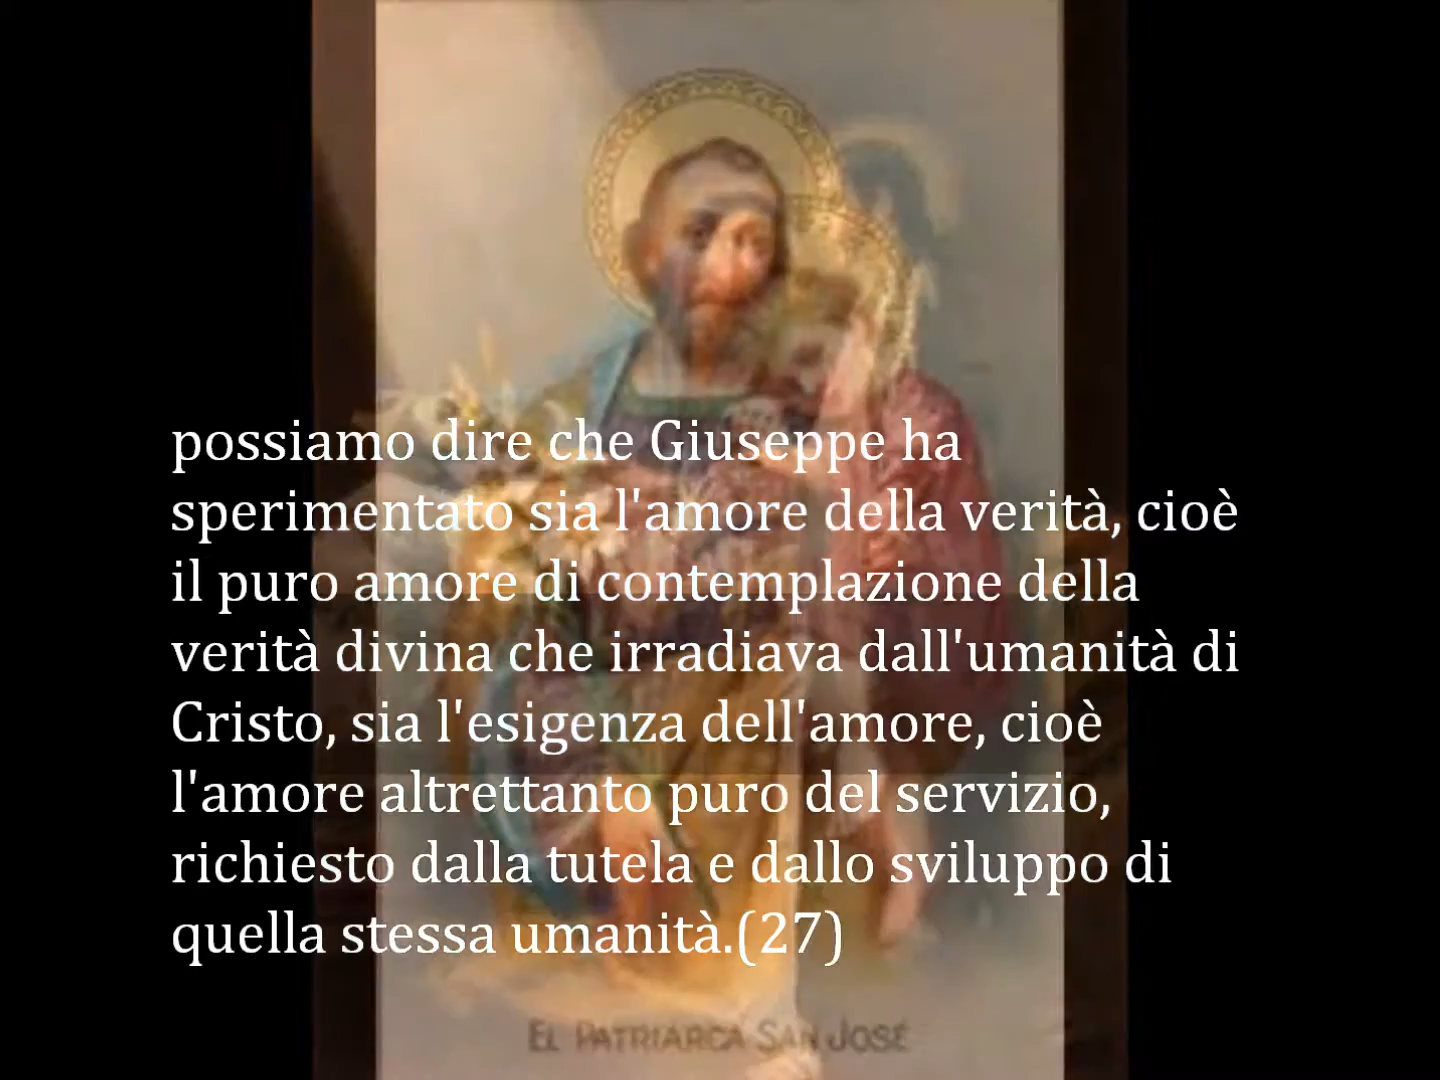 possiamo dire che Giuseppe ha
sperimentato sia l'amore della verità, cioè
il puro amore di contemplazione della
verità divina che irradiava dall'umanità di
Cristo, sia l'esigenza dell'amore, cioè
l'amore altrettanto puro del servizio,
richiesto dalla tutela e dallo sviluppo di
quella stessa umanità.(27)
EL PATRIARCA SAN JOSÉ